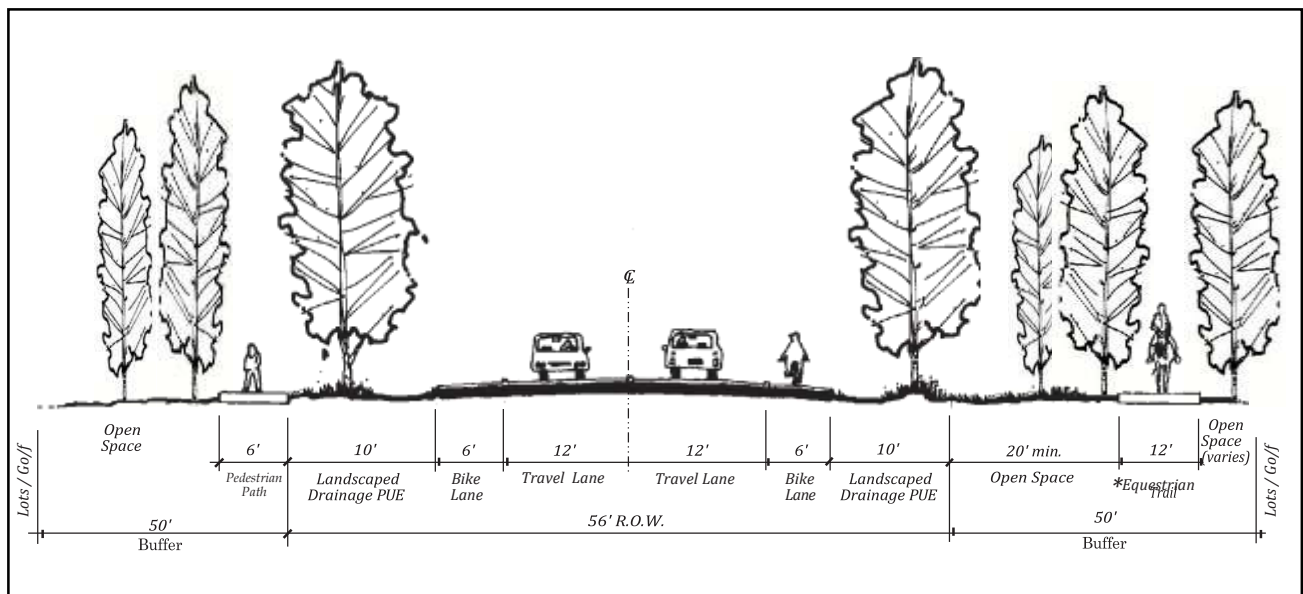 ℄
Open
Space
6'
10'
6'
12'
12'
6'
10'
20' min.
12'
Open
Space
(varies)
Lots / Go/f
Pedestrian
Path
Landscaped
Drainage PUE
Bike
Lane
Travel Lane
Travel Lane
Bike
Lane
Landscaped
Drainage PUE
Open Space
*Equestrian
Trail
Lots / Go/f
50'
Buffer
56' R.O.W.
50'
Buffer